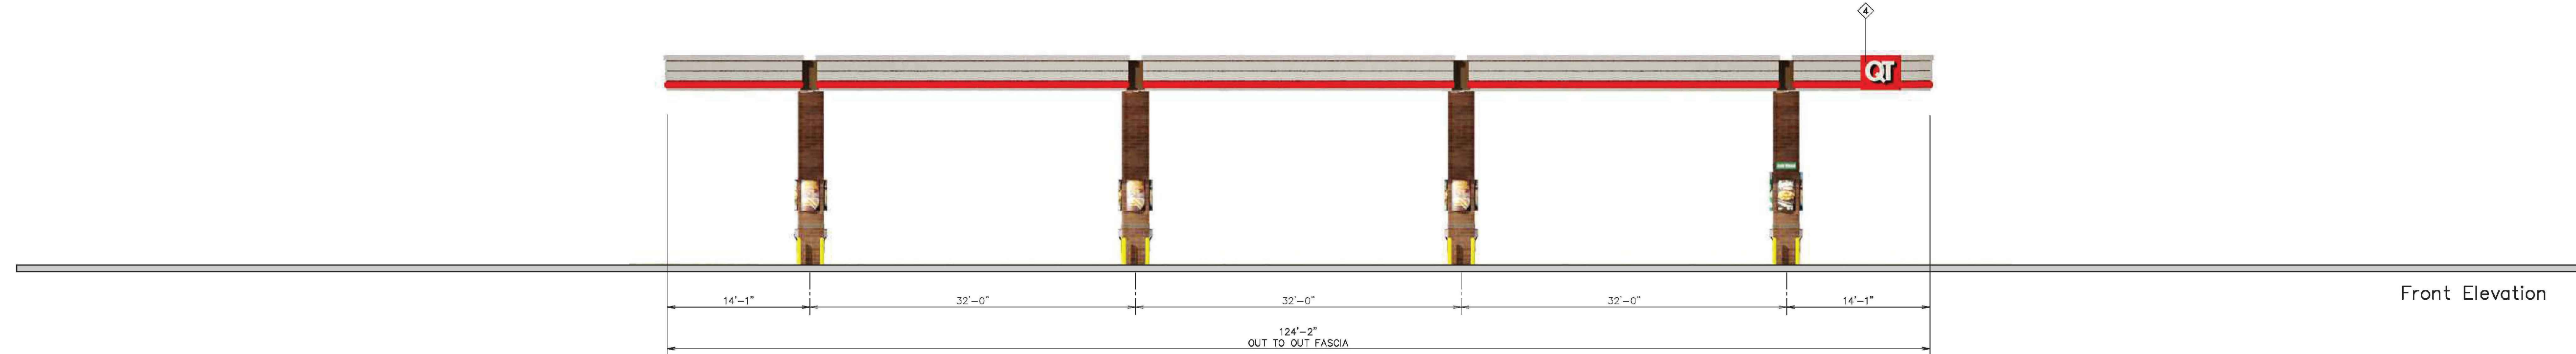 4
QT
14'-1"
32'-0"
32'-0"
32'-0"
14'-1"
Front Elevation
124'-2"
OUT TO OUT FASCIA